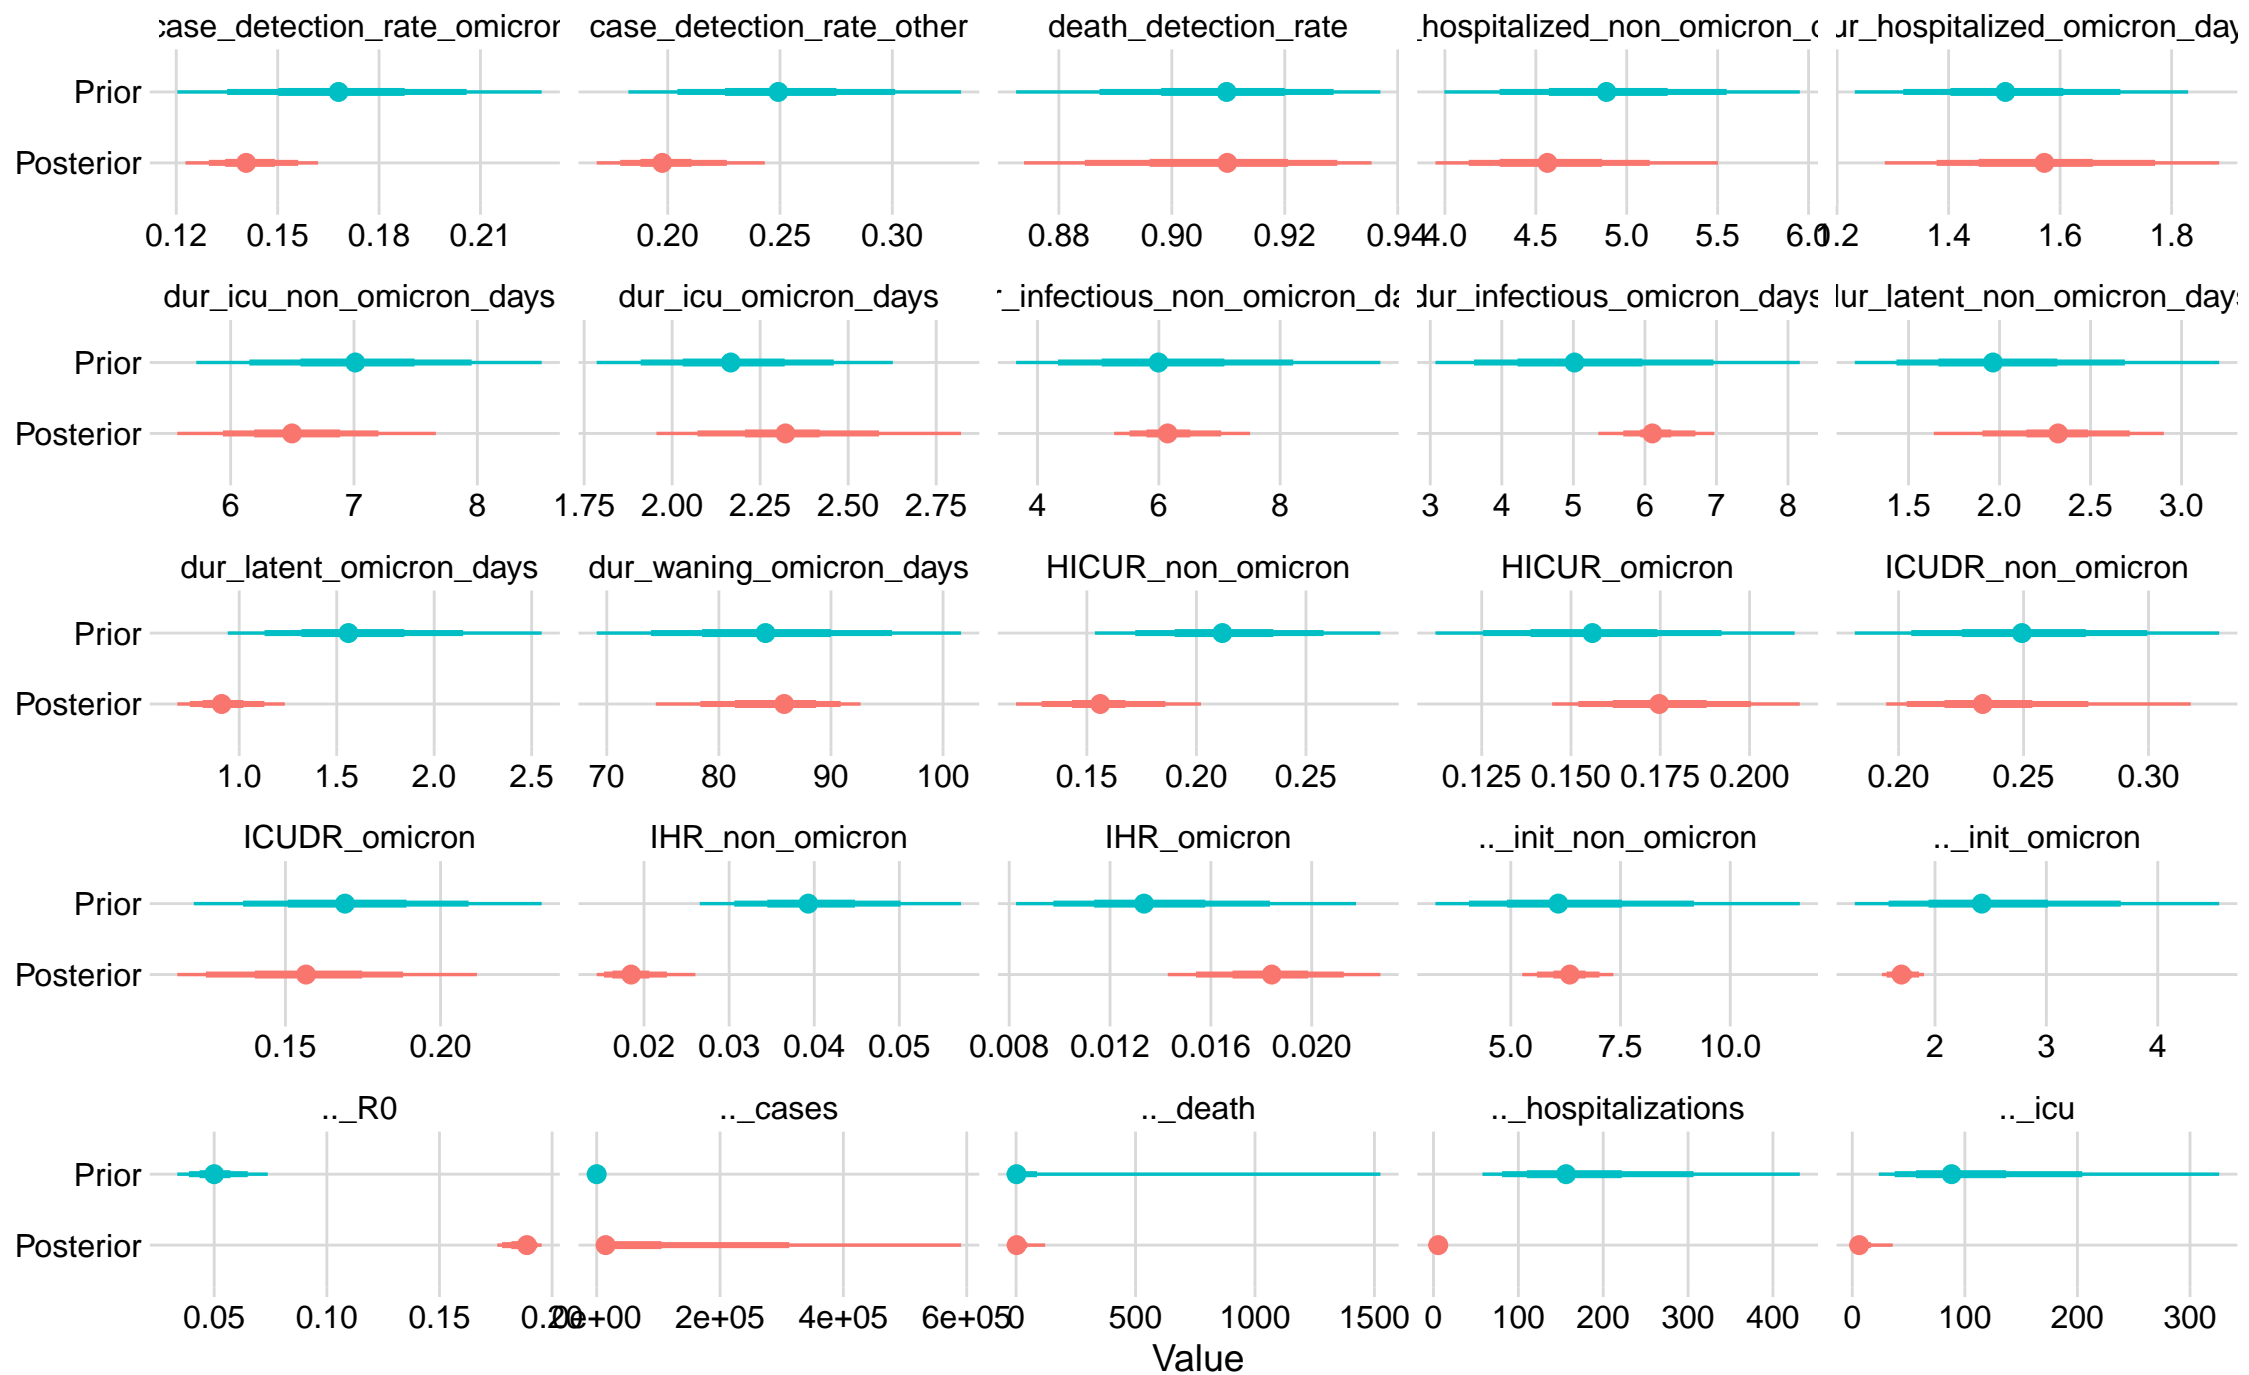 case_detection_rate_omicron case_detection_rate_other death_detection_rate _hospitalized_non_omicron_ ur_hospitalized_omicron_day
Prior
Posterior
0.12 0.15 0.18 0.21 0.20 0.25 0.30 0.88 0.90 0.92 0.94 4.0 4.5 5.0 5.5 6.0 1.2 1.4 1.6 1.8
dur_icu_non_omicron_days dur_icu_omicron_days r_infectious_non_omicron_da dur_infectious_omicron_days dur_latent_non_omicron_days
Prior
Posterior
6 7 8 1.75 2.00 2.25 2.50 2.75 4 6 8 3 4 5 6 7 8 1.5 2.0 2.5 3.0
dur_latent_omicron_days dur_waning_omicron_days HICUR_non_omicron HICUR_omicron ICUDR_non_omicron
Prior
Posterior
1.0 1.5 2.0 2.5 70 80 90 100 0.15 0.20 0.25 0.125 0.150 0.175 0.200 0.20 0.25 0.30
ICUDR_omicron IHR_non_omicron IHR_omicron .._init_non_omicron .._init_omicron
Prior
Posterior
0.15 0.20 0.02 0.03 0.04 0.05 0.008 0.012 0.016 0.020 5.0 7.5 10.0 2 3 4
.._R0 .._cases .._death .._hospitalizations .._icu
Prior
Posterior
0.05 0.10 0.15 0.20 0e+00 2e+05 4e+05 6e+05 0 500 1000 1500 0 100 200 300 400 0 100 200 300
Value